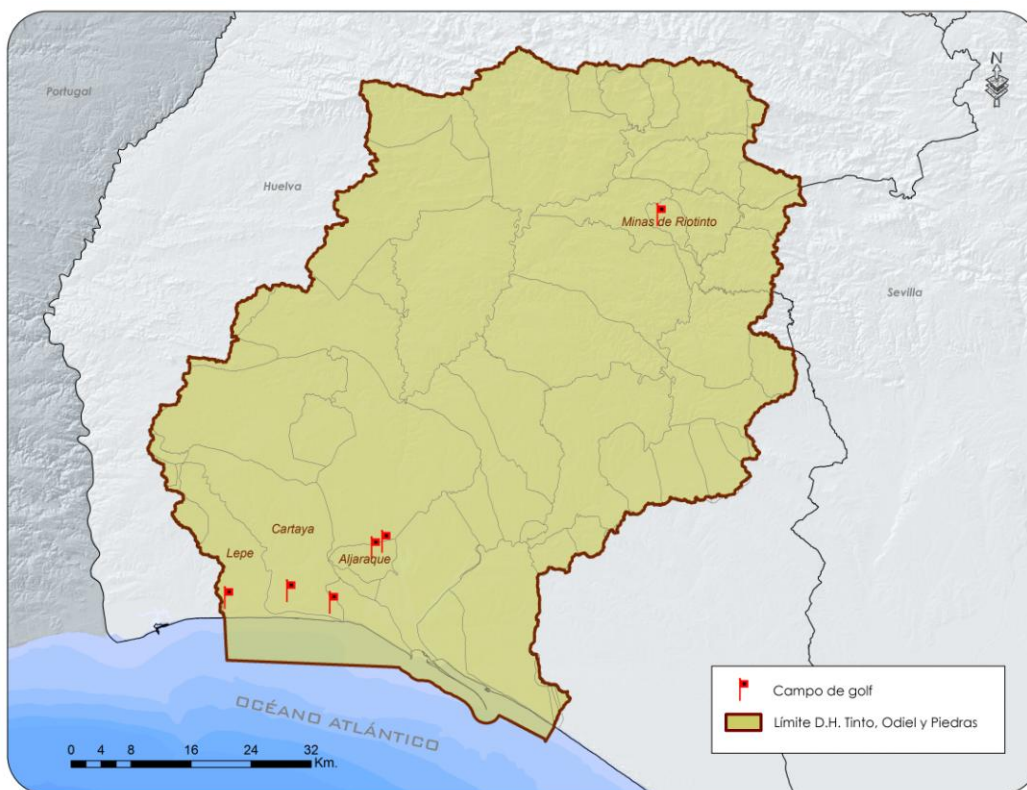 Portugal
N
Huelva
Minas de Riotinto
Sevilla
Cartaya
Lepe
Aljaraque
OCÉANO ATLÁNTICO
Campo de golf
Límite D.H. Tinto, Odiel y Piedras
0 4 8 16 24 32
Km.